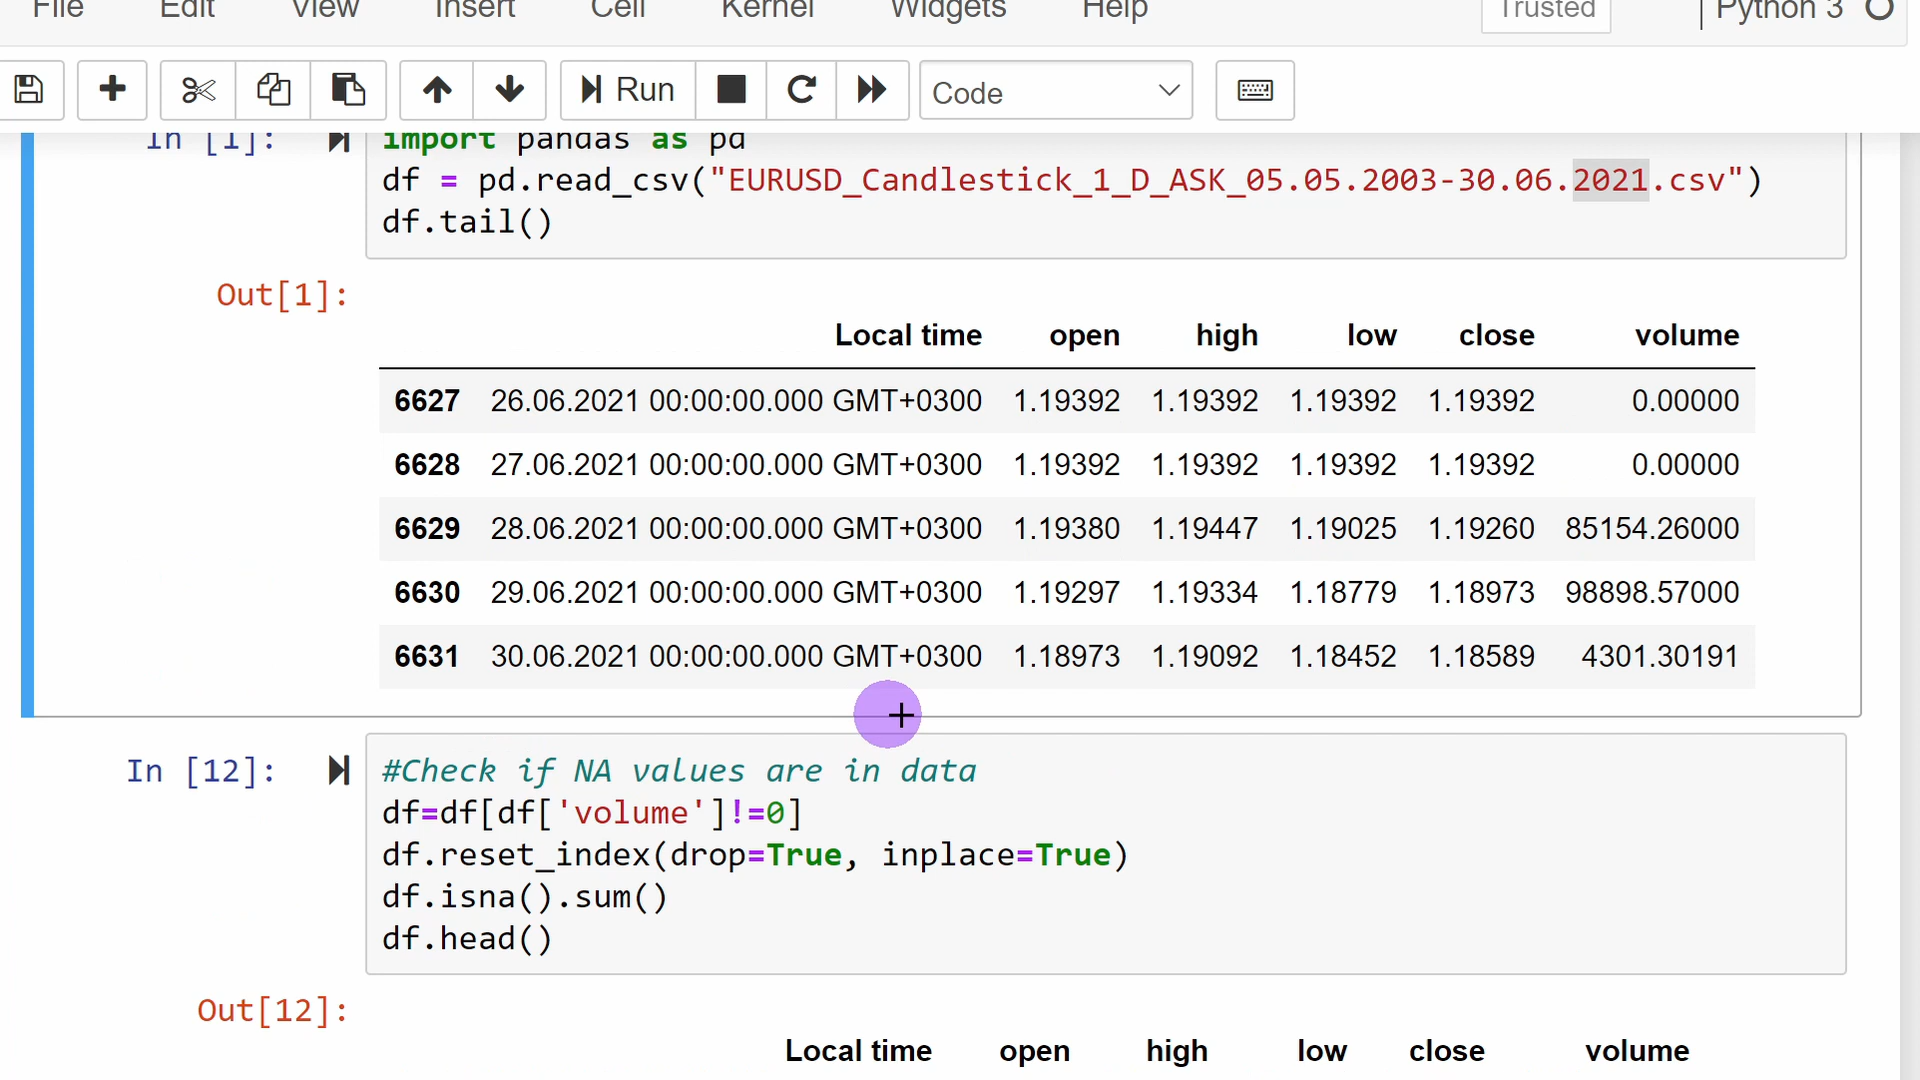 File Edit View Insert Cell Kernel Widgets Help Trusted Python 3
Run Code
In [1]: import pandas as pd
df = pd.read_csv("EURUSD_Candlestick_1_D_ASK_05.05.2003-30.06.2021.csv")
df.tail()
Out[1]:
Local time open high low close volume
6627 26.06.2021 00:00:00.000 GMT+0300 1.19392 1.19392 1.19392 1.19392 0.00000
6628 27.06.2021 00:00:00.000 GMT+0300 1.19392 1.19392 1.19392 1.19392 0.00000
6629 28.06.2021 00:00:00.000 GMT+0300 1.19380 1.19447 1.19025 1.19260 85154.26000
6630 29.06.2021 00:00:00.000 GMT+0300 1.19297 1.19334 1.18779 1.18973 98898.57000
6631 30.06.2021 00:00:00.000 GMT+0300 1.18973 1.19092 1.18452 1.18589 4301.30191
In [12]: #Check if NA values are in data
df=df[df['volume']!=0]
df.reset_index(drop=True, inplace=True)
df.isna().sum()
df.head()
Out[12]:
Local time open high low close volume